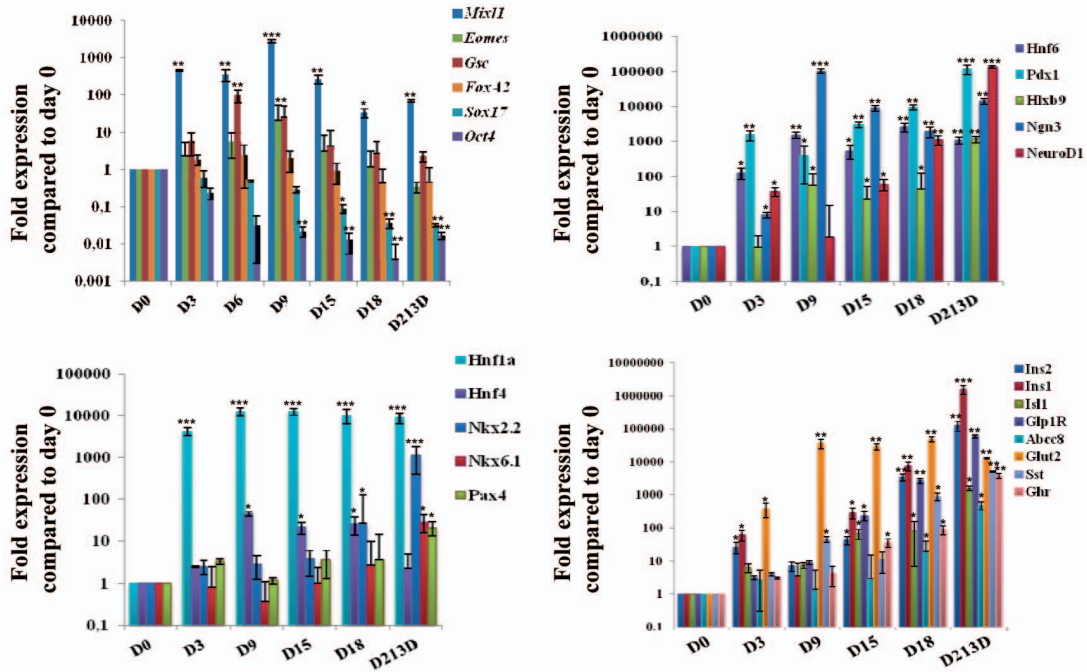 Fold expression
compared to day 0
10000
1000
100
10
1
0.1
0.01
0.001
*** ** ** ** ** * **
** ** ** * ** ** ** ** **
D0 D3 D6 D9 D15 D18 D213D
Mixl1
Eomes
Gsc
FoxA2
Sox17
Oct4
Fold expression
compared to day 0
1000000
100000
10000
1000
100
10
1
0.1
D0 D3 D9 D15 D18 D213D
Hnf6
Pdx1
Hlxb9
Ngn3
NeuroD1
Fold expression
compared to day 0
100000
10000
1000
100
10
1
0,1
D0 D3 D9 D15 D18 D213D
Hnf1a
Hnf4
Nkx2.2
Nkx6.1
Pax4
Fold expression
compared to day 0
10000000
1000000
100000
10000
1000
100
10
1
0.1
D0 D3 D9 D15 D18 D213D
Ins2
Ins1
Isl1
Glp1R
Abcc8
Glut2
Sst
Ghr